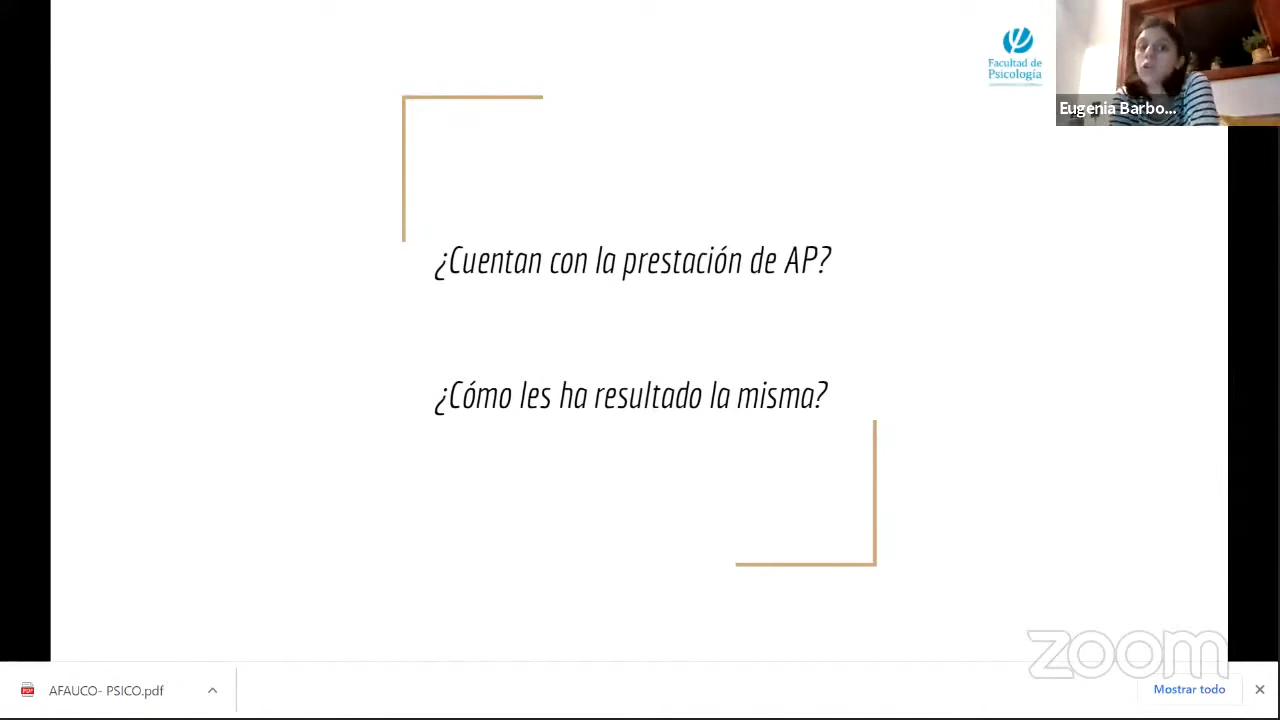 Facultad de
Psicología
Eugenia Barbo...
¿Cuentan con la prestación de AP?
¿Cómo les ha resultado la misma?
zoom
PDF
AFAUCO- PSICO.pdf
Mostrar todo